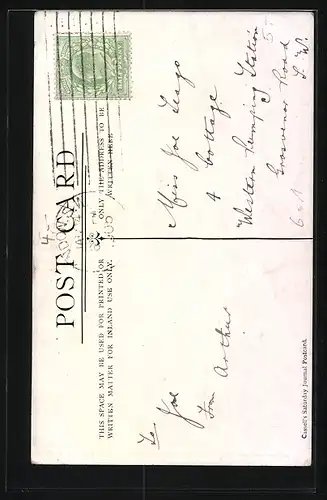 POST CARD
THIS SPACE MAY BE USED FOR PRINTED OR
WRITTEN MATTER FOR INLAND USE ONLY.
ONLY THE ADDRESS TO BE
WRITTEN HERE.
To
Joe
From
Arthur
Miss Joe
4 Cottage
Western Pumping Station
Grosvenor Road
S. W.
Cassell's Saturday Journal Postcard.